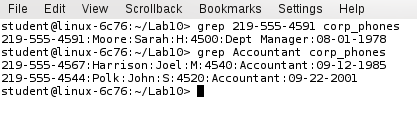 File Edit View Scrollback Bookmarks Settings Help
student@linux-6c76:~/Lab10> grep 219-555-4591 corp_phones
219-555-4591:Moore:Sarah:H:4500:Dept Manager:08-01-1978
student@linux-6c76:~/Lab10> grep Accountant corp_phones
219-555-4567:Harrison:Joel:M:4540:Accountant:09-12-1985
219-555-4544:Polk:John:S:4520:Accountant:09-22-2001
student@linux-6c76:~/Lab10>